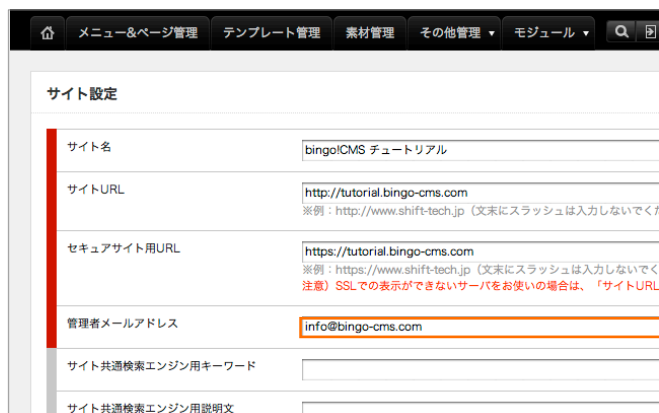 メニュー&ページ管理 テンプレート管理 素材管理 その他管理 ▼ モジュール ▼
サイト設定
サイト名 bingo!CMS チュートリアル
サイトURL http://tutorial.bingo-cms.com
※例：http://www.shift-tech.jp（文末にスラッシュは入力しないでくだ
セキュアサイト用URL https://tutorial.bingo-cms.com
※例：https://www.shift-tech.jp（文末にスラッシュは入力しないでく
注意）SSLでの表示ができないサーバをお使いの場合は、「サイトURL
管理者メールアドレス info@bingo-cms.com
サイト共通検索エンジン用キーワード
サイト共通検索エンジン用説明文